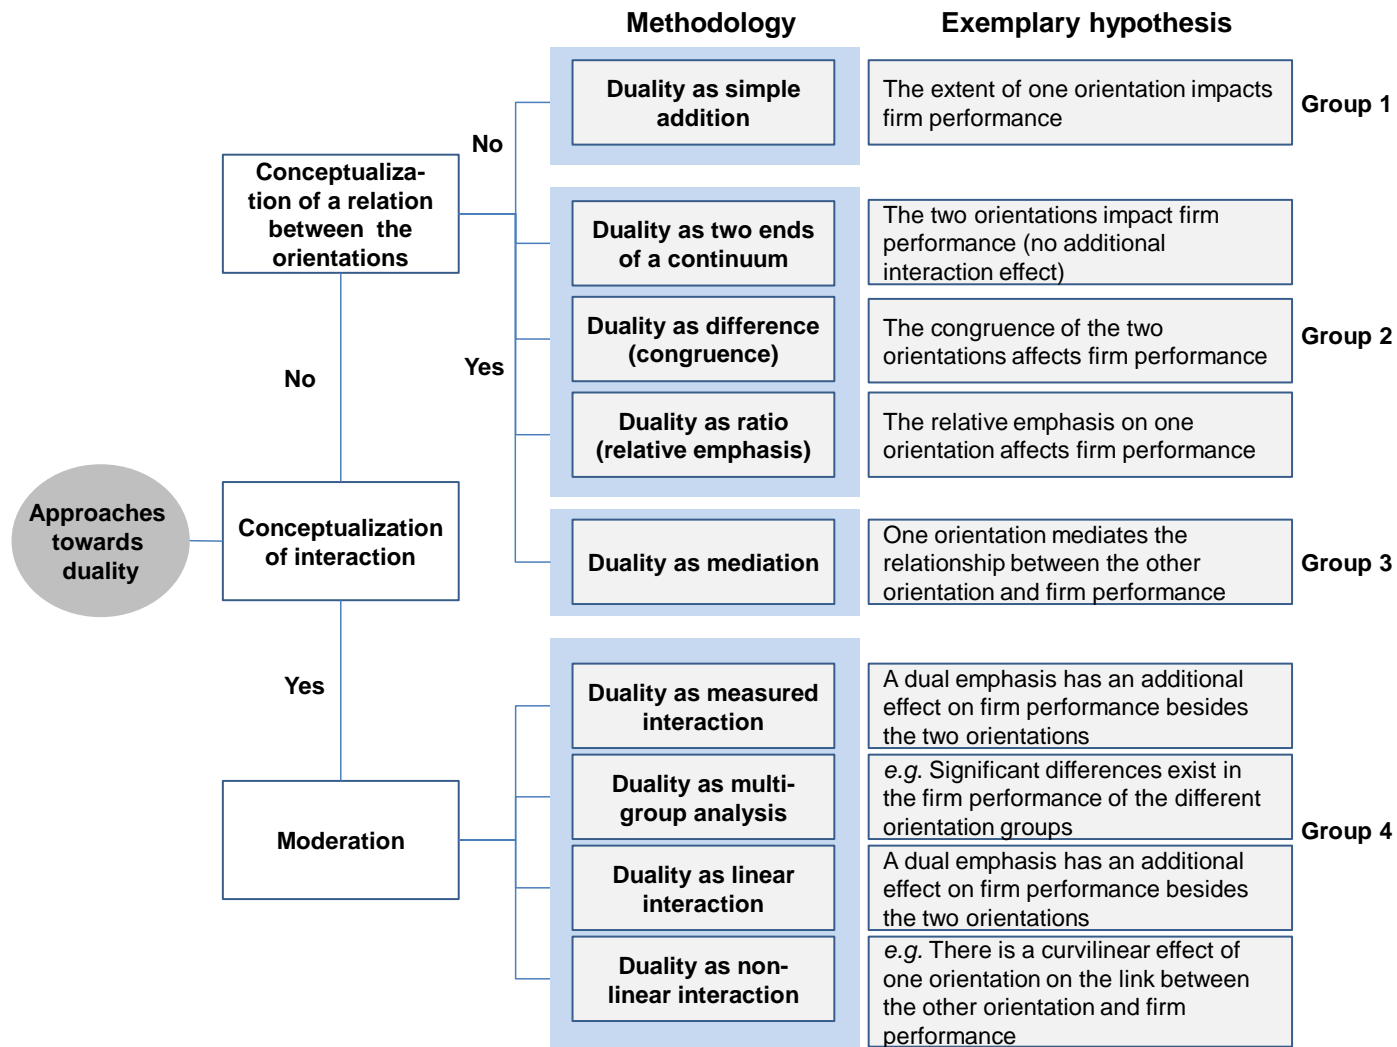 Methodology
Exemplary hypothesis
Duality as simple
addition
The extent of one orientation impacts
firm performance
Group 1
No
Conceptualiza-
tion of a relation
between the
orientations
Duality as two ends
of a continuum
The two orientations impact firm
performance (no additional
interaction effect)
Duality as difference
(congruence)
The congruence of the two
orientations affects firm performance
Group 2
Yes
No
Duality as ratio
(relative emphasis)
The relative emphasis on one
orientation affects firm performance
Approaches
towards
duality
Conceptualization
of interaction
Duality as mediation
One orientation mediates the
relationship between the other
orientation and firm performance
Group 3
Yes
Duality as measured
interaction
A dual emphasis has an additional
effect on firm performance besides
the two orientations
Duality as multi-
group analysis
e.g. Significant differences exist in
the firm performance of the different
orientation groups
Group 4
Moderation
Duality as linear
interaction
A dual emphasis has an additional
effect on firm performance besides
the two orientations
Duality as non-
linear interaction
e.g. There is a curvilinear effect of
one orientation on the link between
the other orientation and firm
performance